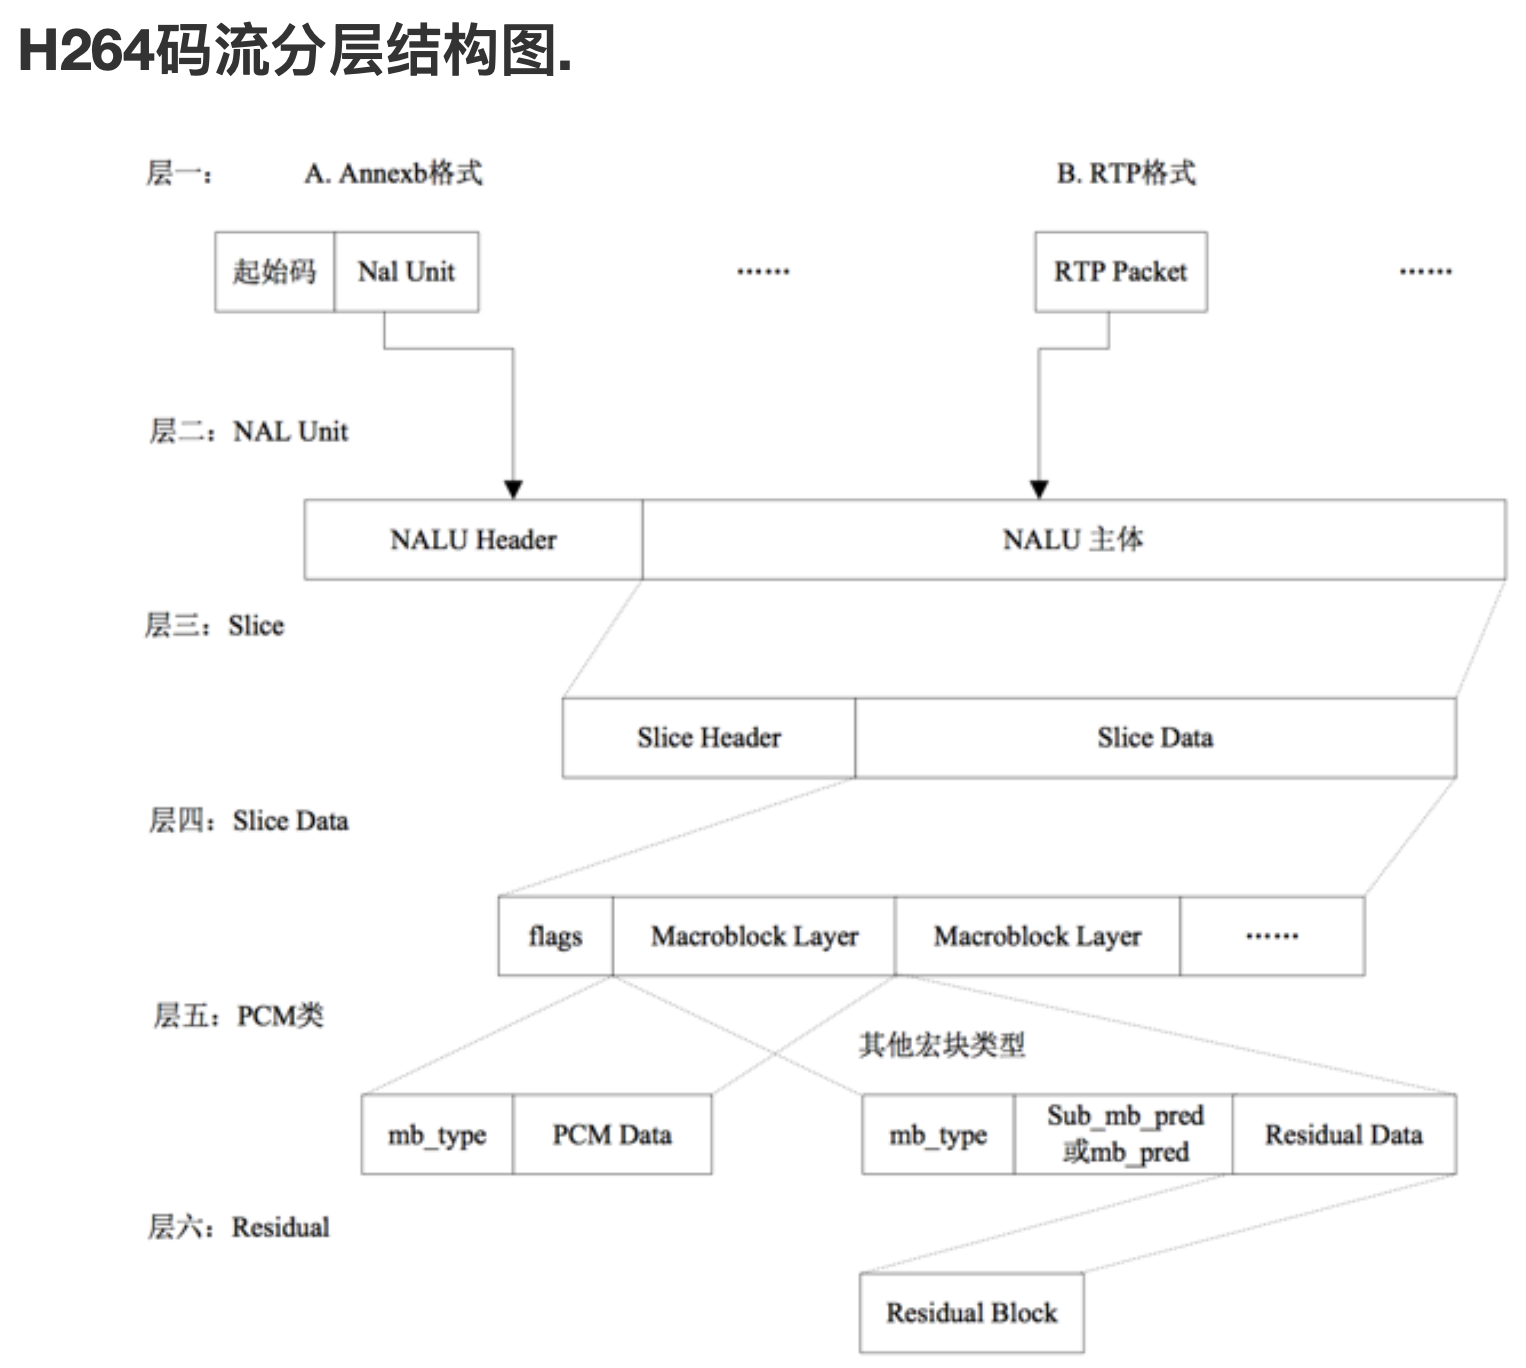 H264码流分层结构图.
层一: A. Annexb格式 B. RTP格式
起始码 Nal Unit ...... RTP Packet ......
层二: NAL Unit
NALU Header NALU 主体
层三: Slice
Slice Header Slice Data
层四: Slice Data
flags Macroblock Layer Macroblock Layer ......
层五: PCM类
其他宏块类型
mb_type PCM Data mb_type Sub_mb_pred
或mb_pred Residual Data
层六: Residual
Residual Block